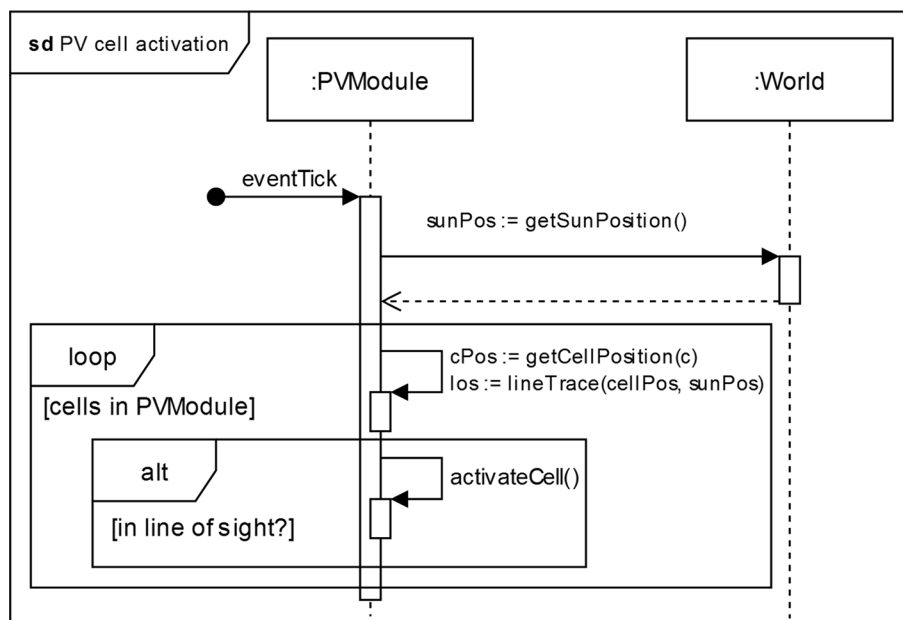 sd PV cell activation
:PVModule
:World
eventTick
sunPos := getSunPosition()
loop
cPos := getCellPosition(c)
los := lineTrace(cellPos, sunPos)
[cells in PVModule]
alt
activateCell()
[in line of sight?]